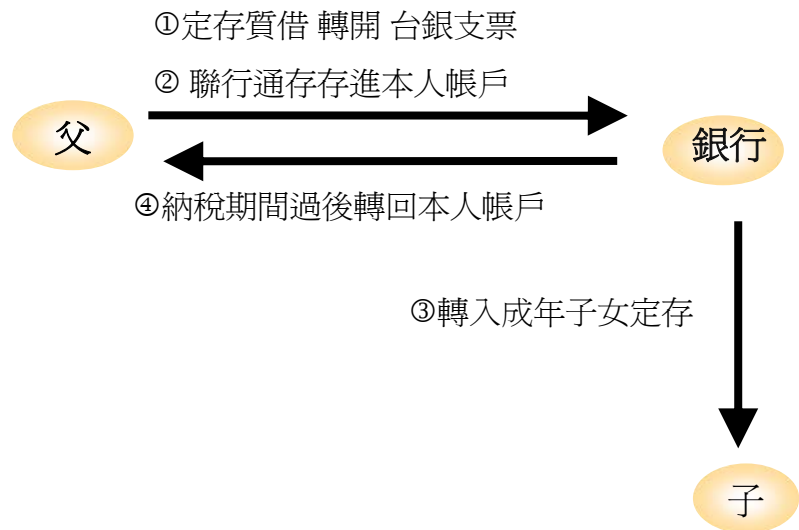 ①定存質借 轉開 台銀支票
② 聯行通存存進本人帳戶
父
銀行
④納稅期間過後轉回本人帳戶
③轉入成年子女定存
子